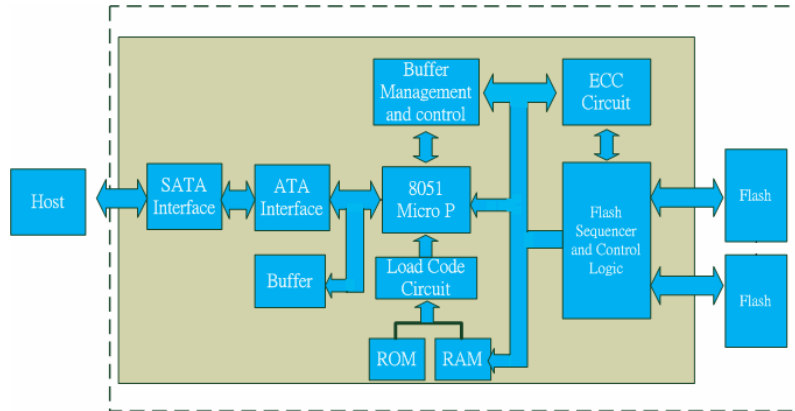 Buffer
Management
and control
ECC
Circuit
Host
SATA
Interface
ATA
Interface
8051
Micro P
Flash
Sequencer
and Control
Logic
Flash
Buffer
Load Code
Circuit
Flash
ROM
RAM